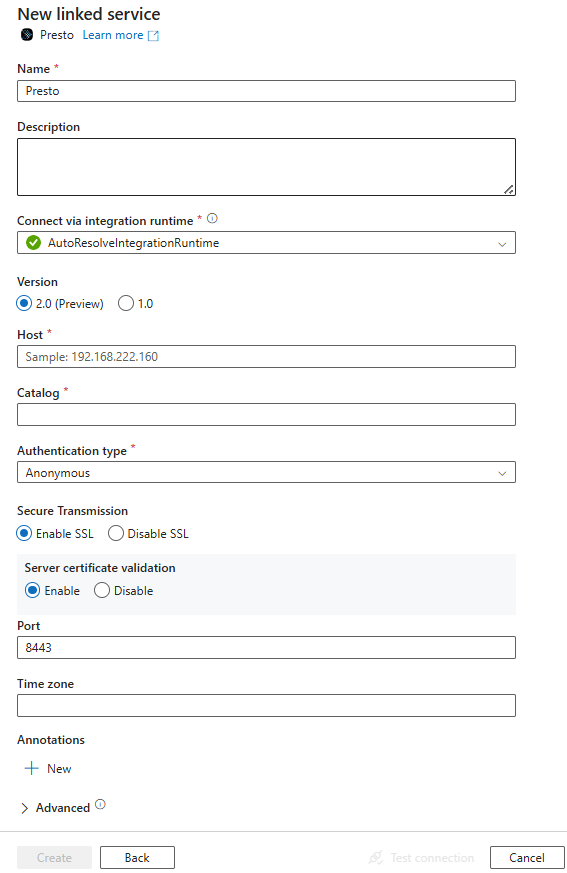 New linked service
Presto Learn more
Name *
Presto
Description
Connect via integration runtime *
AutoResolveIntegrationRuntime
Version
2.0 (Preview) 1.0
Host *
Sample: 192.168.222.160
Catalog *
Authentication type *
Anonymous
Secure Transmission
Enable SSL Disable SSL
Server certificate validation
Enable Disable
Port
8443
Time zone
Annotations
New
Advanced
Create Back Test connection Cancel